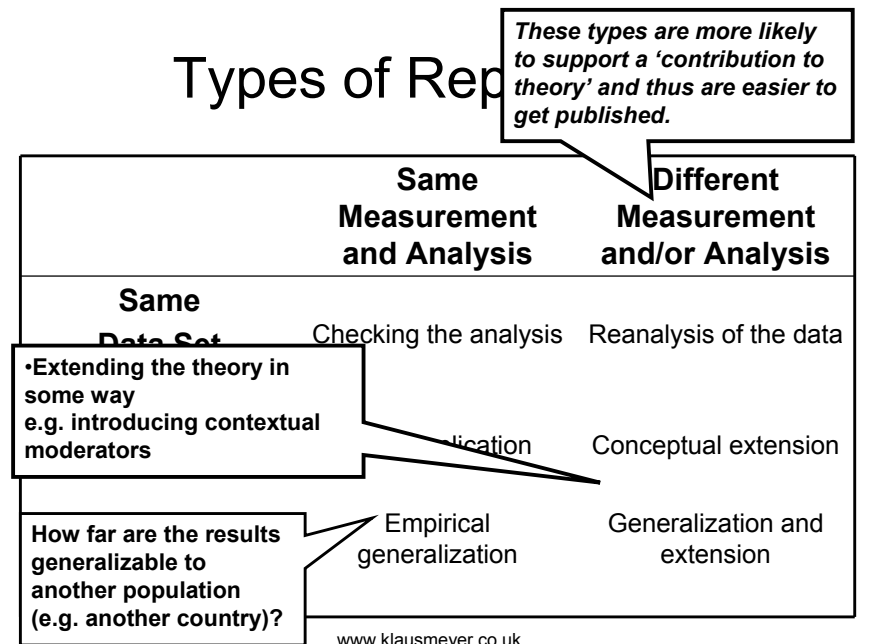 These types are more likely
to support a ‘contribution to
theory’ and thus are easier to
get published.
Types of Rep
Same
Measurement
and Analysis
Different
Measurement
and/or Analysis
Same
Data Set
Checking the analysis
Reanalysis of the data
•Extending the theory in
some way
e.g. introducing contextual
moderators
Conceptual extension
How far are the results
generalizable to
another population
(e.g. another country)?
Empirical
generalization
Generalization and
extension
www.klausmeyer.co.uk